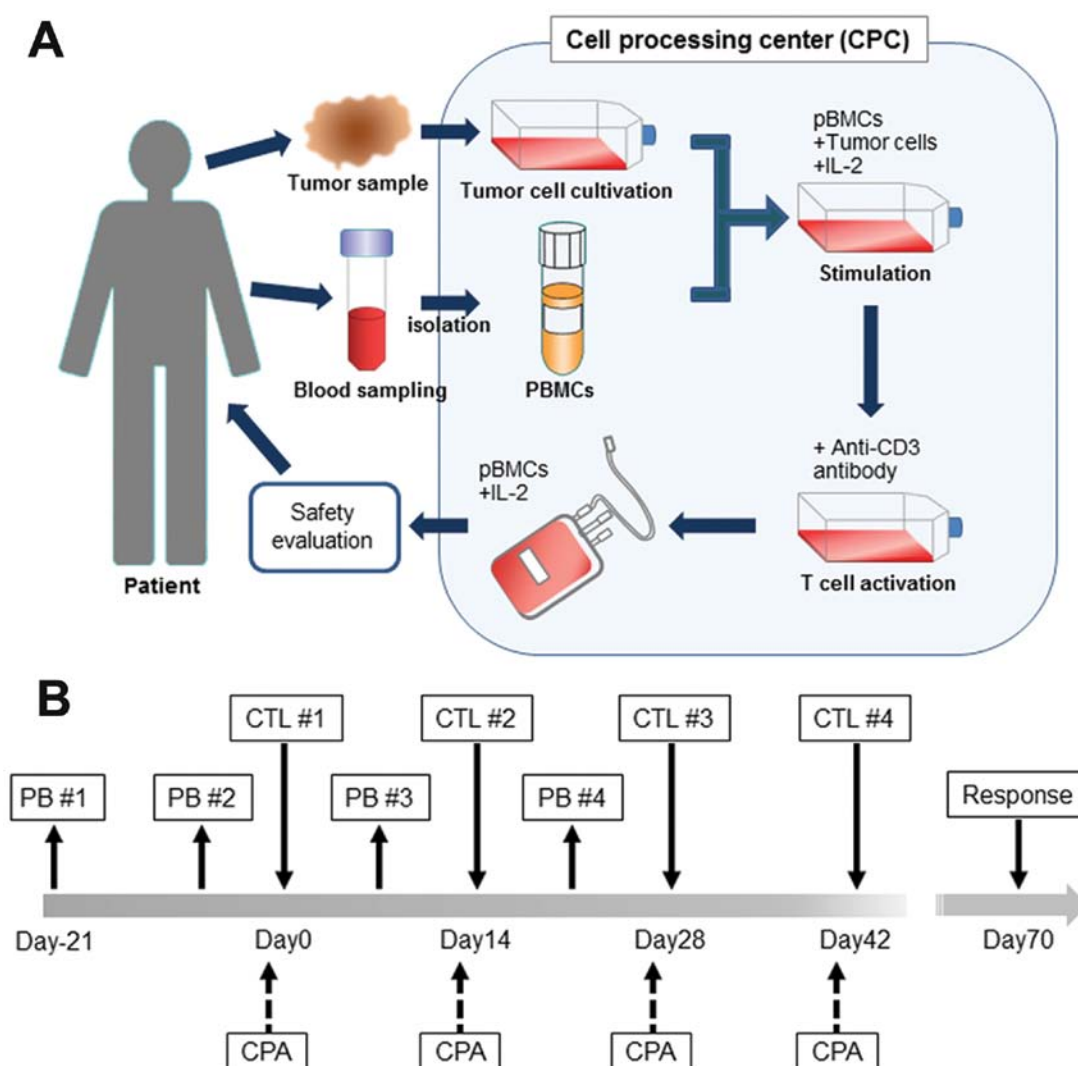 A
Cell processing center (CPC)
Tumor sample
Tumor cell cultivation
pBMCs
+Tumor cells
+IL-2
Stimulation
isolation
Blood sampling
PBMCs
+ Anti-CD3
antibody
T cell activation
pBMCs
+IL-2
Safety
evaluation
Patient
B
CTL #1
CTL #2
CTL #3
CTL #4
PB #1
PB #2
PB #3
PB #4
Response
Day-21
Day0
Day14
Day28
Day42
Day70
CPA
CPA
CPA
CPA